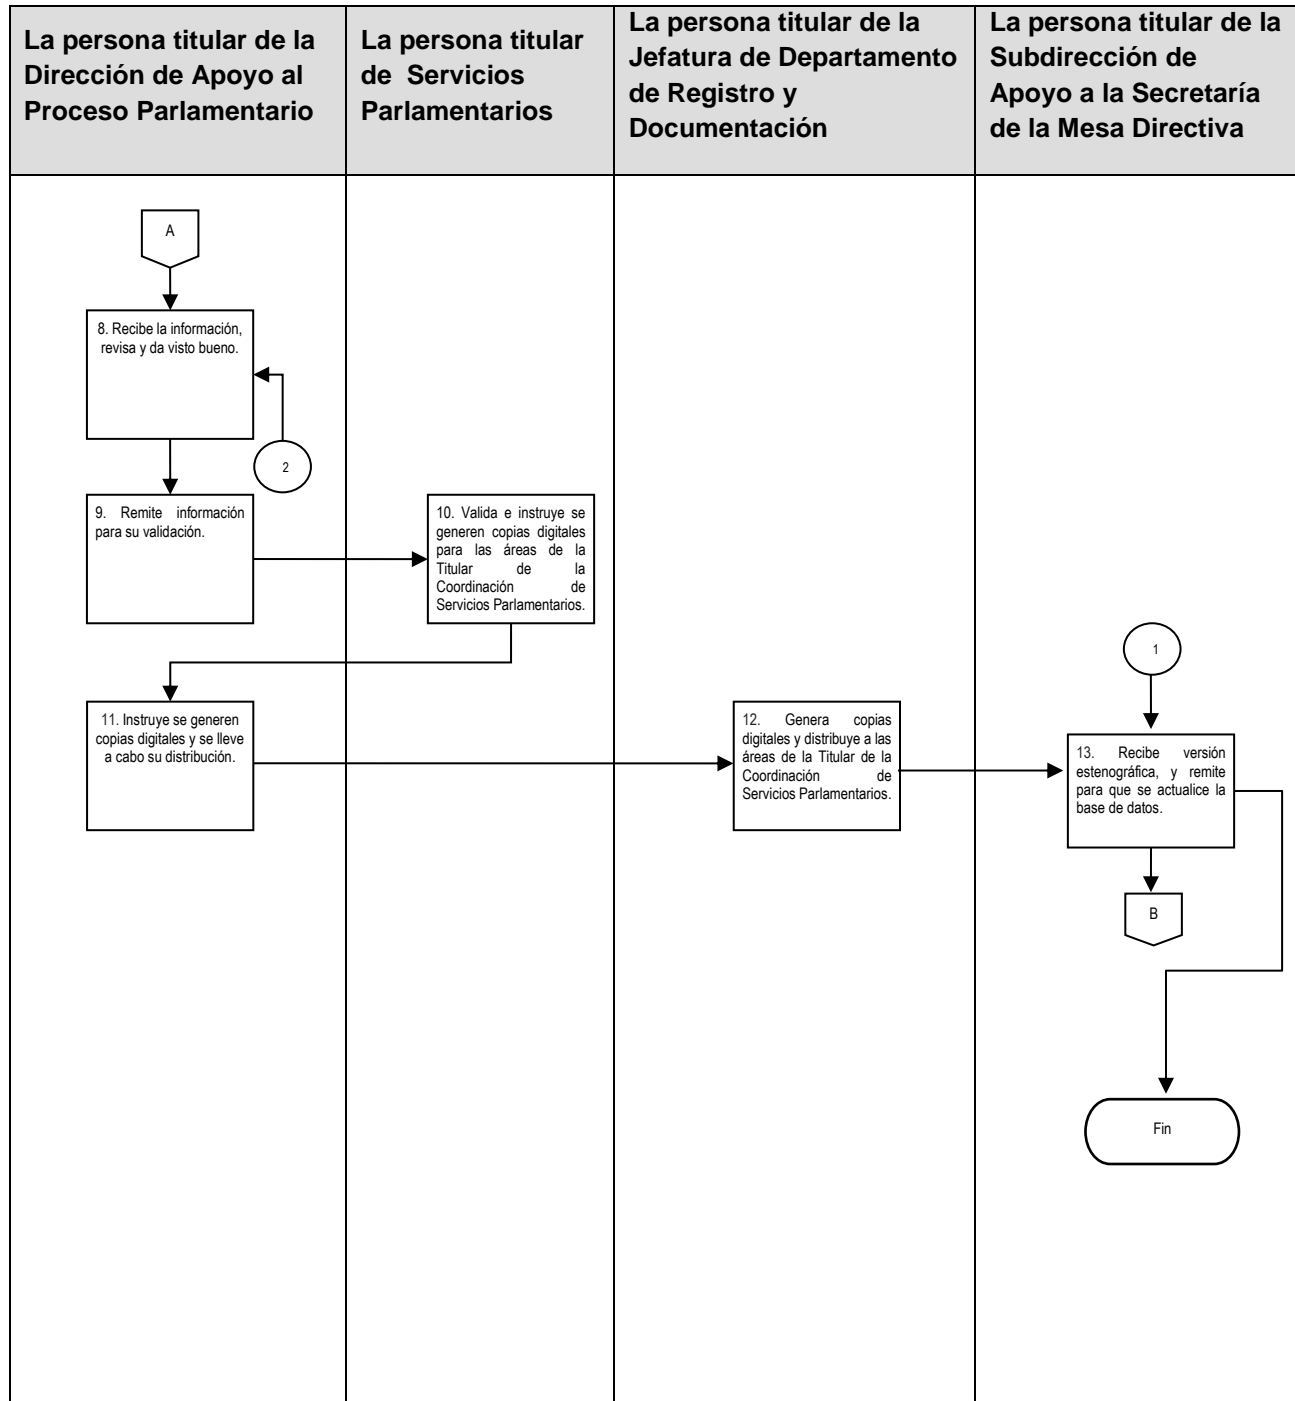 La persona titular de la
Dirección de Apoyo al
Proceso Parlamentario
La persona titular
de Servicios
Parlamentarios
La persona titular de la
Jefatura de Departamento
de Registro y
Documentación
La persona titular de la
Subdirección de
Apoyo a la Secretaría
de la Mesa Directiva
A
8. Recibe la información,
revisa y da visto bueno.
2
9. Remite información
para su validación.
10. Valida e instruye se
generen copias digitales
para las áreas de la
Titular de la
Coordinación de
Servicios Parlamentarios.
1
11. Instruye se generen
copias digitales y se lleve
a cabo su distribución.
12. Genera copias
digitales y distribuye a las
áreas de la Titular de la
Coordinación de
Servicios Parlamentarios.
13. Recibe versión
estenográfica, y remite
para que se actualice la
base de datos.
B
Fin